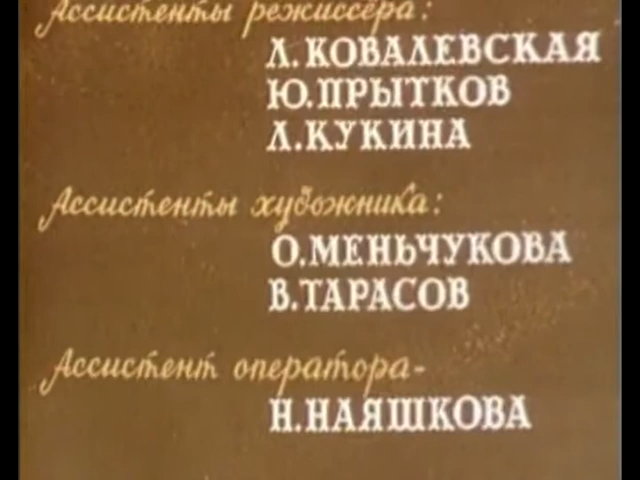 Ассистенты режиссёра:
Л.КОВАЛЕВСКАЯ
Ю.ПРЫТКОВ
Л.КУКИНА
Ассистенты художника:
О.МЕНЬЧУКОВА
В.ТАРАСОВ
Ассистент оператора-
Н.НАЯШКОВА